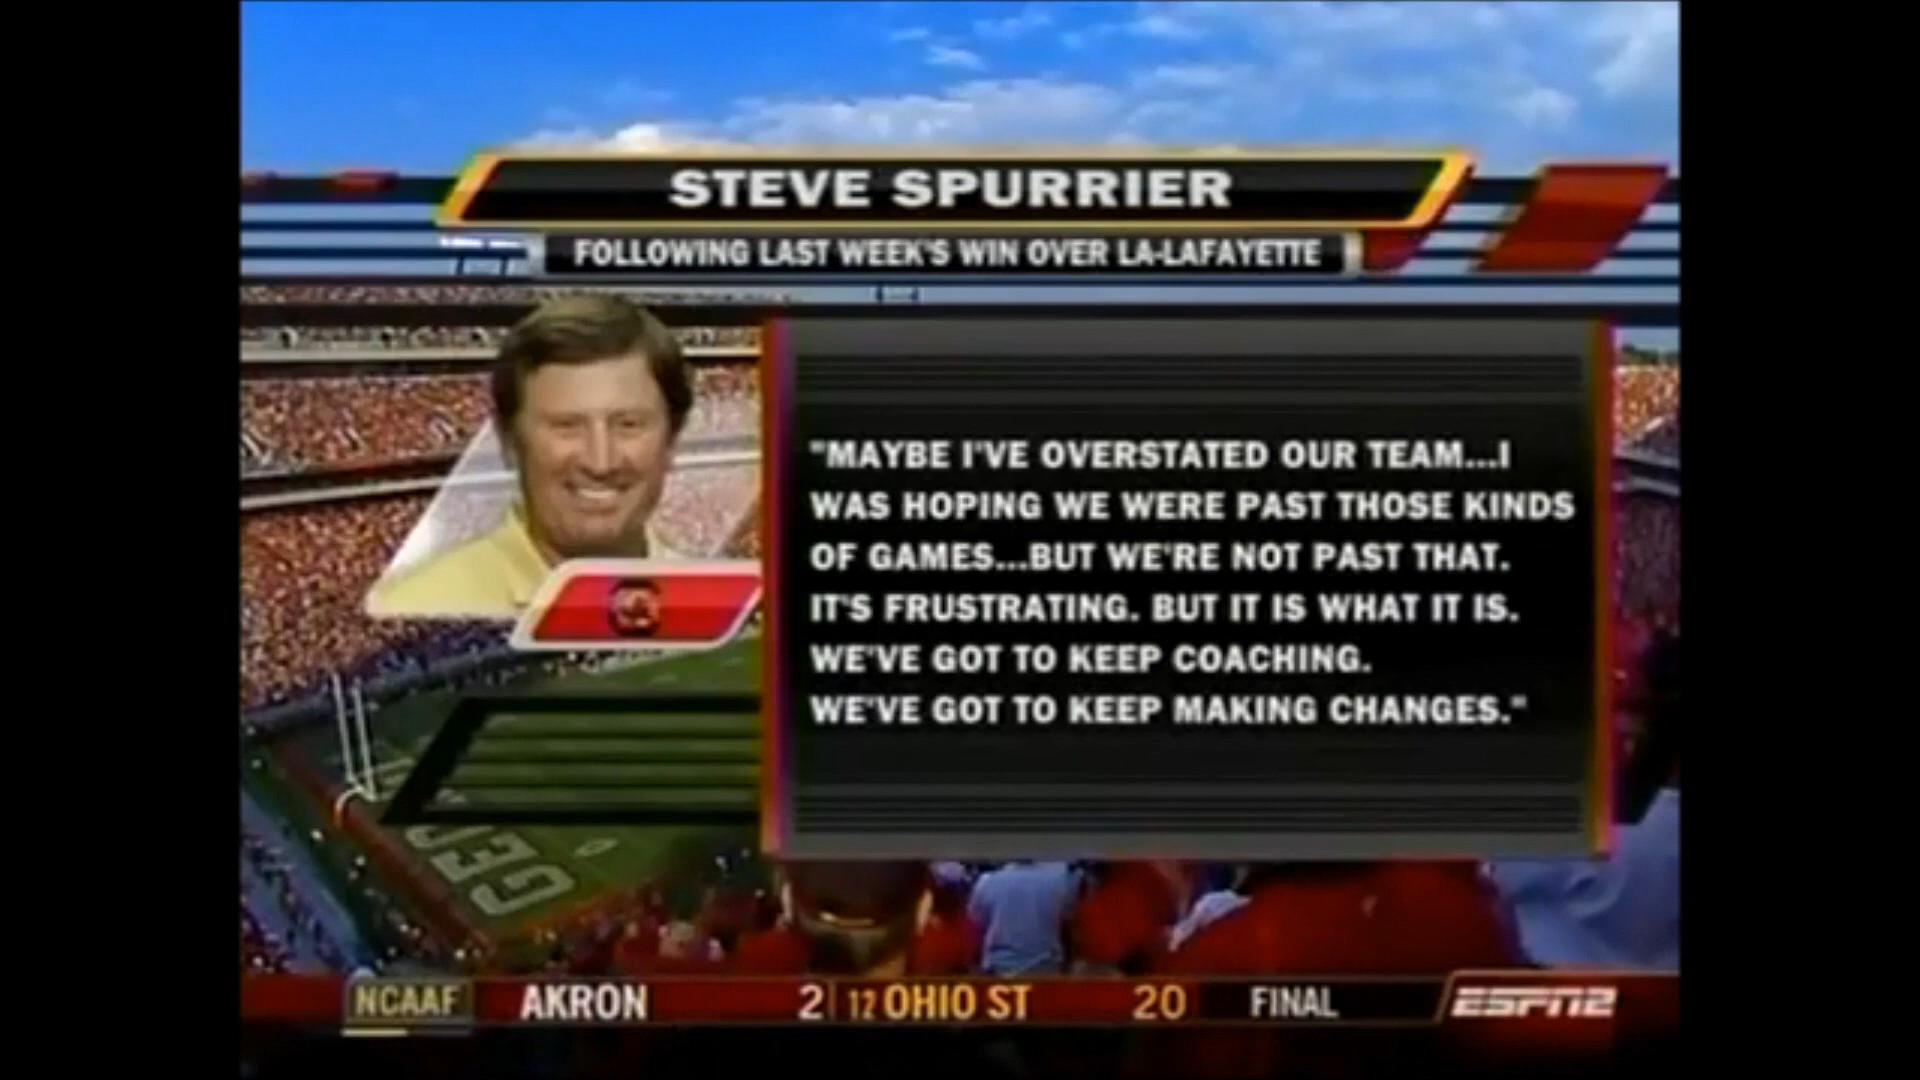 STEVE SPURRIER
FOLLOWING LAST WEEK'S WIN OVER LA-LAFAYETTE
"MAYBE I'VE OVERSTATED OUR TEAM...I
WAS HOPING WE WERE PAST THOSE KINDS
OF GAMES...BUT WE'RE NOT PAST THAT.
IT'S FRUSTRATING. BUT IT IS WHAT IT IS.
WE'VE GOT TO KEEP COACHING.
WE'VE GOT TO KEEP MAKING CHANGES."
NCAAF AKRON 2 12 OHIO ST 20 FINAL ESPN2